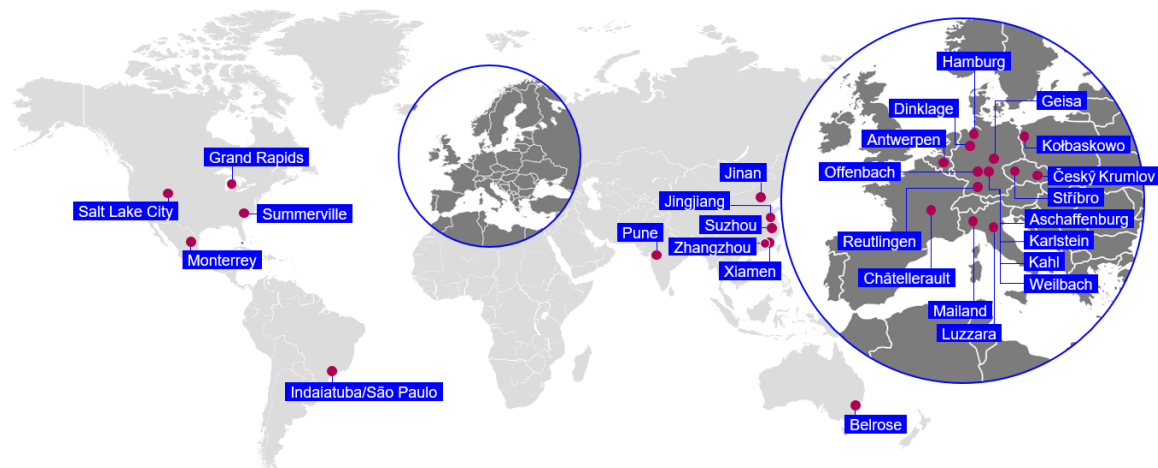 Hamburg
Dinklage
Geisa
Antwerpen
Kołbaskowo
Grand Rapids
Offenbach
Jinan
Český Krumlov
Stříbro
Jingjiang
Salt Lake City
Summerville
Suzhou
Aschaffenburg
Pune
Reutlingen
Karlstein
Zhangzhou
Monterrey
Kahl
Xiamen
Châtellerault
Weilbach
Mailand
Luzzara
Indaiatuba/São Paulo
Belrose